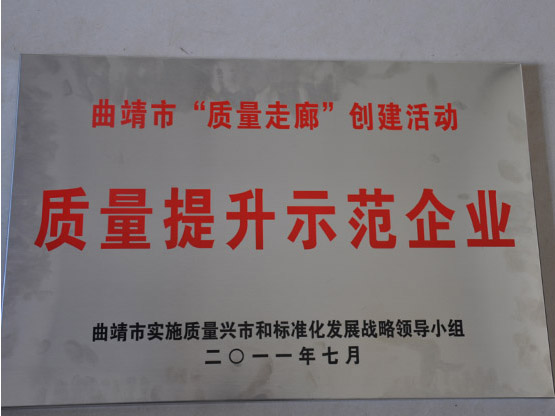 曲靖市“质量走廊”创建活动
质量提升示范企业
曲靖市实施质量兴市和标准化发展战略领导小组
二〇一一年七月